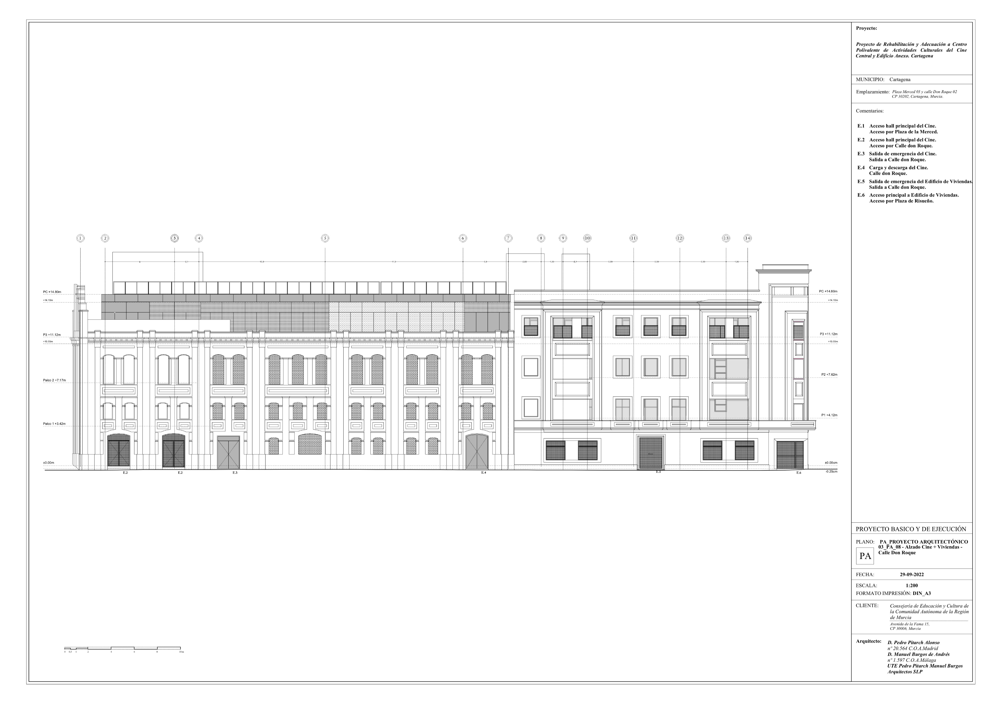 Proyecto:
Proyecto de Rehabilitación y Adecuación a Centro
Polivalente de Actividades Culturales del Cine
Central y Edificio Anexo. Cartagena
MUNICIPIO: Cartagena
Emplazamiento: Plaza Merced 03 y calle Don Roque 02
CP 30202, Cartagena, Murcia.
Comentarios:
E.1 Acceso hall principal del Cine.
Acceso por Plaza de la Merced.
E.2 Acceso hall principal del Cine.
Acceso por Calle don Roque.
E.3 Salida de emergencia del Cine.
Salida a Calle don Roque.
E.4 Carga y descarga del Cine.
Calle don Roque.
E.5 Salida de emergencia del Edificio de Viviendas.
Salida a Calle don Roque.
E.6 Acceso principal a Edificio de Viviendas.
Acceso por Plaza de Risueño.
1 2 3 4 5 6 7 8 9 10 11 12 13 14
PC +14.80m
+14.10m
P3 +11.12m
+10.55m
Palco 2 +7.17m
Palco 1 +3.42m
±0.00m
PC +14.80m
+14.10m
P3 +11.12m
+10.55m
P2 +7.62m
P1 +4.12m
±0.00cm
-0.25cm
E.2 E.2 E.3 E.4 E.5 E.6
0 0,5 1 2 4 6 8 10 m
PROYECTO BASICO Y DE EJECUCIÓN
PLANO: PA_PROYECTO ARQUITECTÓNICO
03_PA_08 - Alzado Cine + Viviendas -
Calle Don Roque
PA
FECHA: 29-09-2022
ESCALA: 1:200
FORMATO IMPRESIÓN: DIN_A3
CLIENTE: Consejería de Educación y Cultura de
la Comunidad Autónoma de la Región
de Murcia
Avenida de la Fama 15,
CP 30006, Murcia
Arquitecto: D. Pedro Pitarch Alonso
nº 20.564 C.O.A.Madrid
D. Manuel Burgos de Andrés
nº 1.597 C.O.A.Málaga
UTE Pedro Pitarch Manuel Burgos
Arquitectos SLP